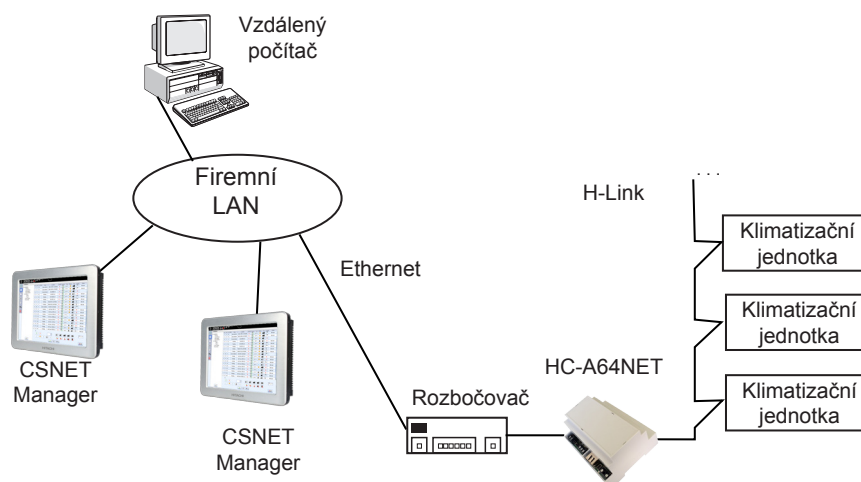 Vzdálený
počítač
Firemní
LAN
H-Link
. . .
Klimatizační
jednotka
Ethernet
Klimatizační
jednotka
CSNET
Manager
HC-A64NET
Rozbočovač
Klimatizační
jednotka
CSNET
Manager